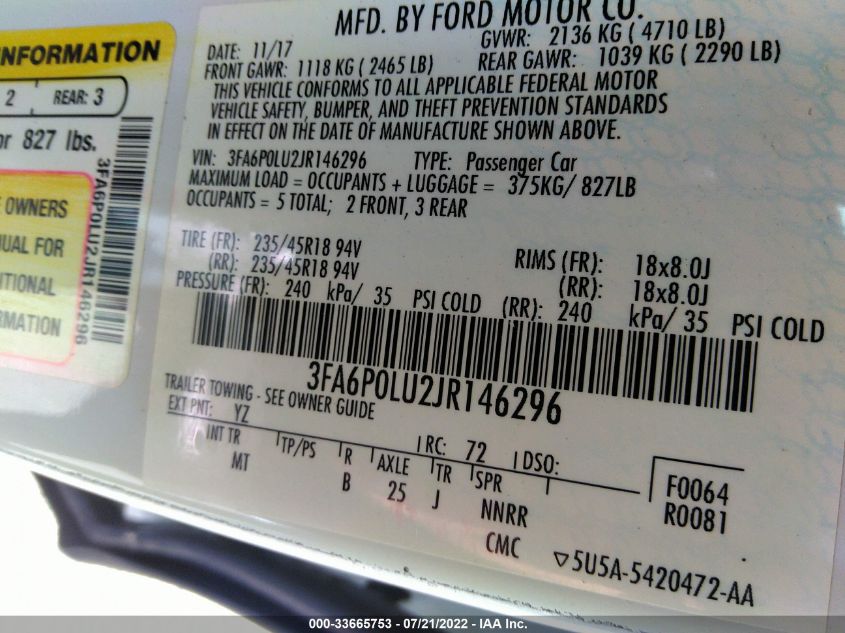 INFORMATION
2 REAR: 3
or 827 lbs.
OWNERS
MANUAL FOR
3FA6P0LU2JR146296
MFD. BY FORD MOTOR CO.
DATE: 11/17 GVWR: 2136 KG ( 4710 LB)
FRONT GAWR: 1118 KG ( 2465 LB) REAR GAWR: 1039 KG ( 2290 LB)
THIS VEHICLE CONFORMS TO ALL APPLICABLE FEDERAL MOTOR
VEHICLE SAFETY, BUMPER, AND THEFT PREVENTION STANDARDS
IN EFFECT ON THE DATE OF MANUFACTURE SHOWN ABOVE.
VIN: 3FA6P0LU2JR146296 TYPE: Passenger Car
MAXIMUM LOAD = OCCUPANTS + LUGGAGE = 375KG/ 827LB
OCCUPANTS = 5 TOTAL; 2 FRONT, 3 REAR
TIRE (FR): 235/45R18 94V RIMS (FR): 18x8.0J
(RR): 235/45R18 94V (RR): 18x8.0J
PRESSURE (FR): 240 kPa/ 35 PSI COLD (RR): 240 kPa/ 35 PSI COLD
3FA6P0LU2JR146296
TRAILER TOWING - SEE OWNER GUIDE
EXT PNT: YZ RC: 72 DSO:
INT TR TP/PS R AXLE TR SPR
MT B 25 J NNRR
CMC
F0064
R0081
▽5U5A-5420472-AA
000-33665753 - 07/21/2022 - IAA Inc.